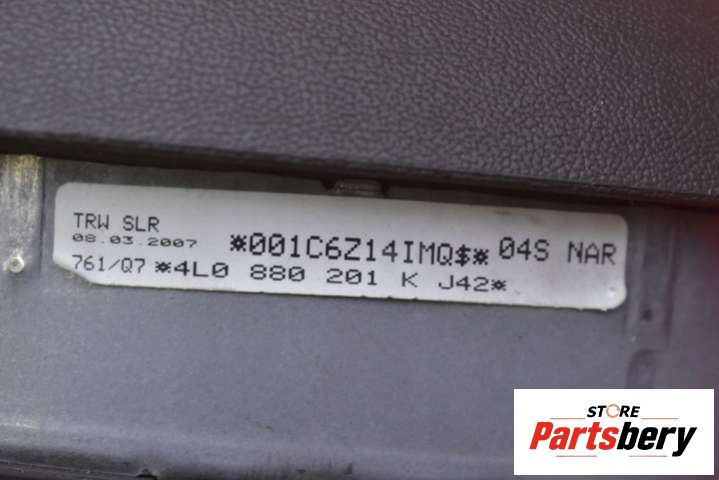 TRW SLR
08.03.2007 *001C6Z14IMQ$* 04S NAR
761/Q7 *4L0 880 201 K J42*
STORE
Partsbery